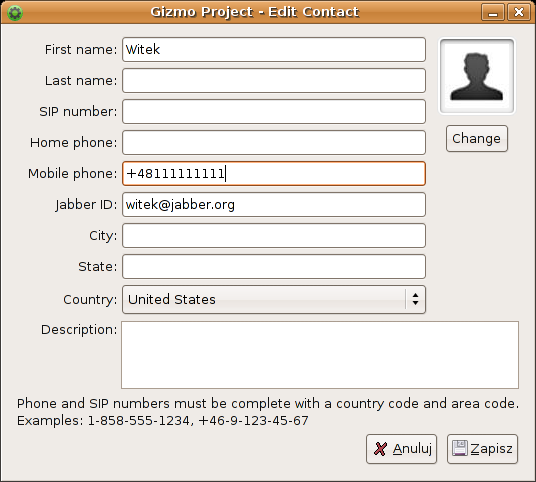 Gizmo Project - Edit Contact
First name: Witek
Last name:
SIP number:
Change
Home phone:
Mobile phone: +48111111111
Jabber ID: witek@jabber.org
City:
State:
Country: United States
Description:
Phone and SIP numbers must be complete with a country code and area code.
Examples: 1-858-555-1234, +46-9-123-45-67
Anuluj Zapisz